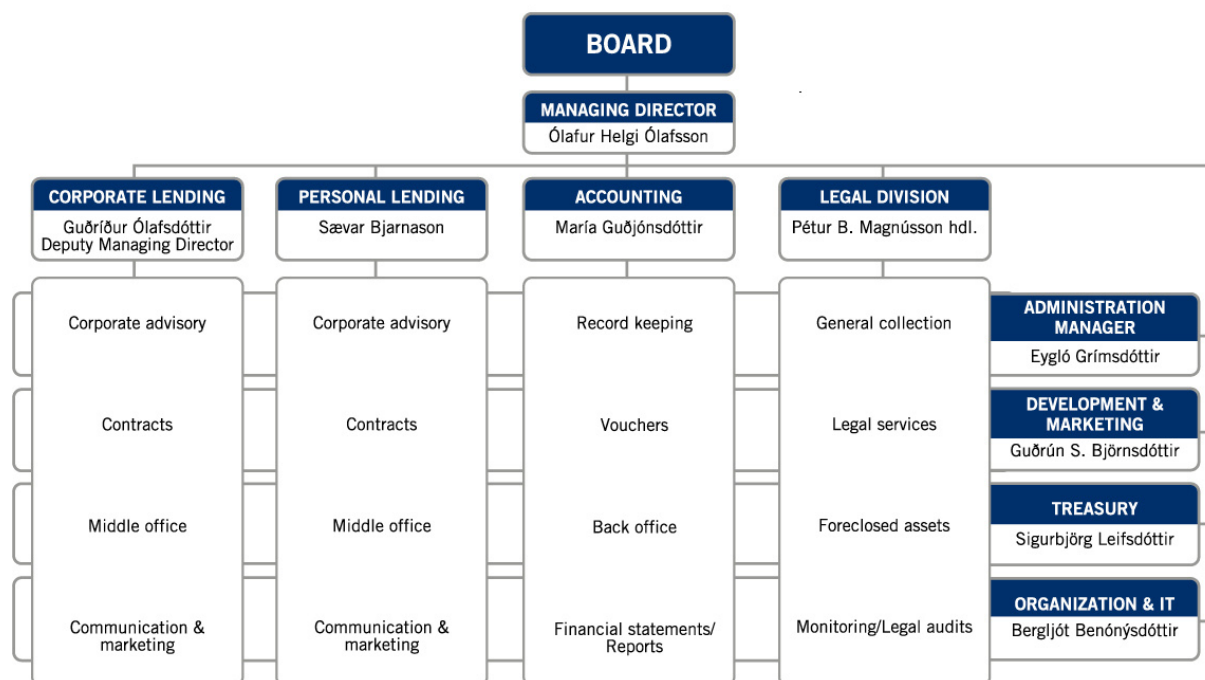 BOARD
MANAGING DIRECTOR
Ólafur Helgi Ólafsson
CORPORATE LENDING
Guðríður Ólafsdóttir
Deputy Managing Director
PERSONAL LENDING
Sævar Bjarnason
ACCOUNTING
María Guðjónsdóttir
LEGAL DIVISION
Pétur B. Magnússon hdl.
Corporate advisory
Contracts
Middle office
Communication &
marketing
Corporate advisory
Contracts
Middle office
Communication &
marketing
Record keeping
Vouchers
Back office
Financial statements/
Reports
General collection
Legal services
Foreclosed assets
Monitoring/Legal audits
ADMINISTRATION
MANAGER
Eygló Grímsdóttir
DEVELOPMENT &
MARKETING
Guðrún S. Björnsdóttir
TREASURY
Sigurbjörg Leifsdóttir
ORGANIZATION & IT
Bergljót Benónýsdóttir